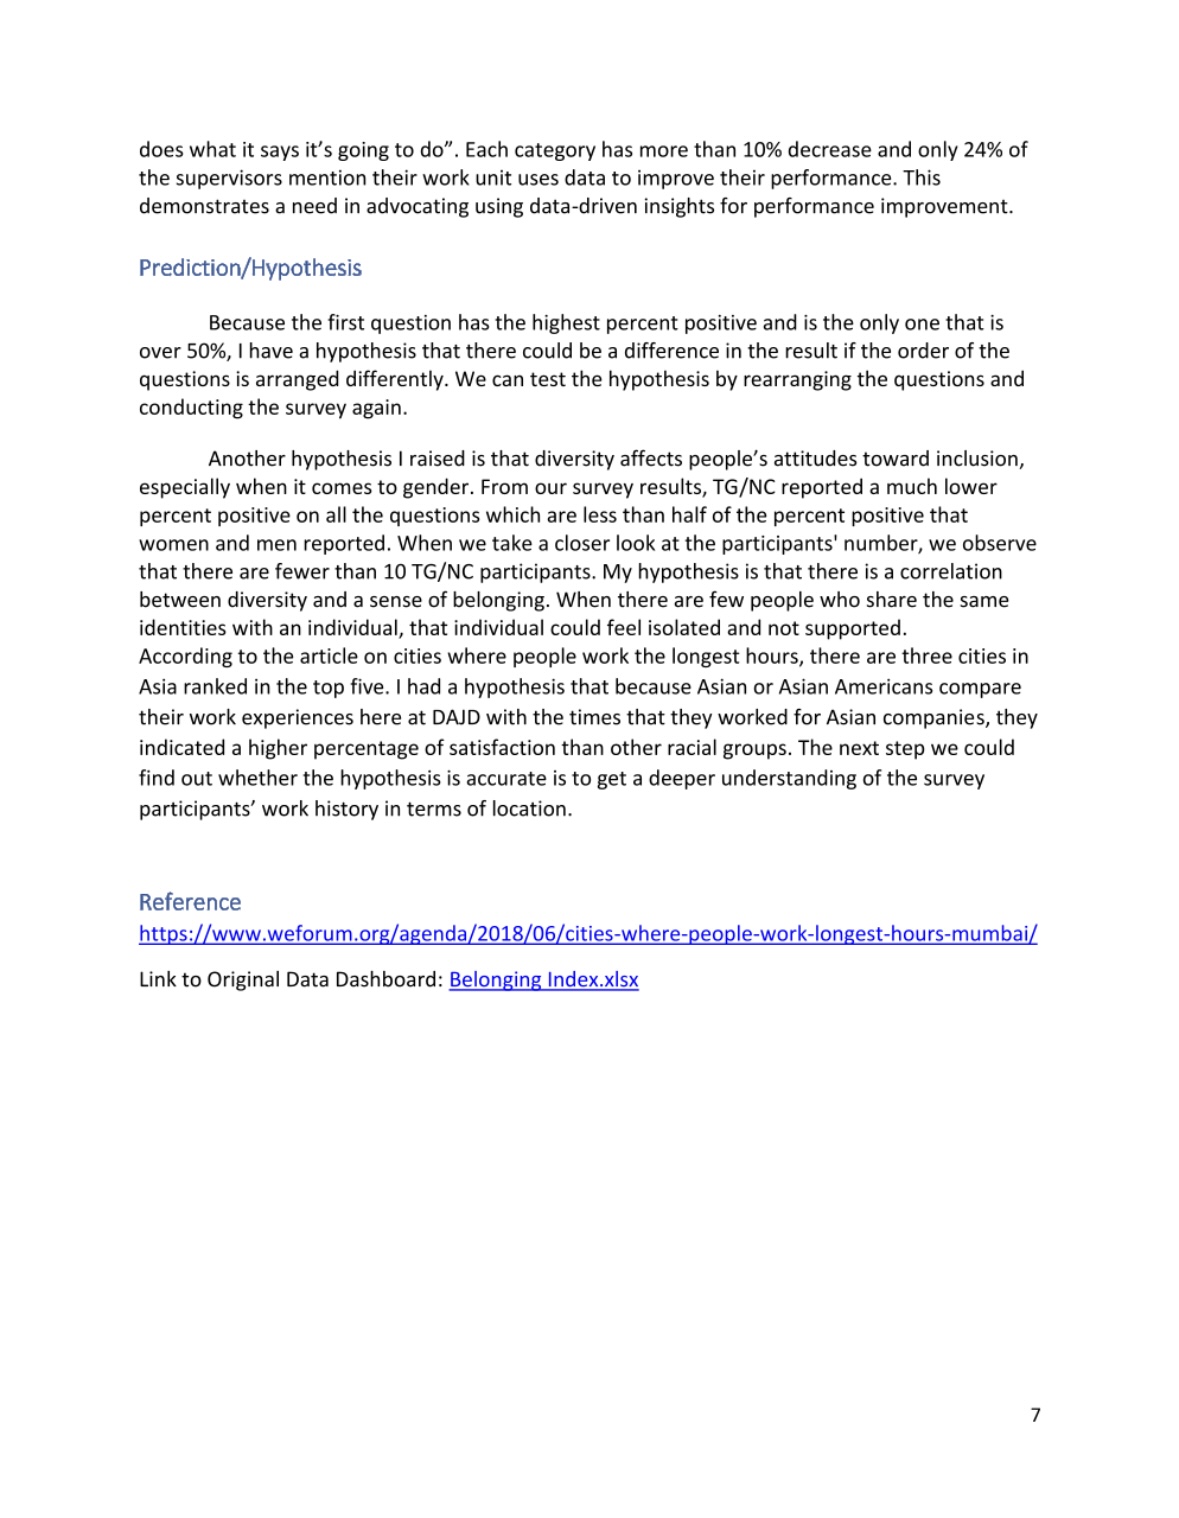 does what it says it’s going to do”. Each category has more than 10% decrease and only 24% of
the supervisors mention their work unit uses data to improve their performance. This
demonstrates a need in advocating using data-driven insights for performance improvement.
Prediction/Hypothesis
Because the first question has the highest percent positive and is the only one that is
over 50%, I have a hypothesis that there could be a difference in the result if the order of the
questions is arranged differently. We can test the hypothesis by rearranging the questions and
conducting the survey again.
Another hypothesis I raised is that diversity affects people’s attitudes toward inclusion,
especially when it comes to gender. From our survey results, TG/NC reported a much lower
percent positive on all the questions which are less than half of the percent positive that
women and men reported. When we take a closer look at the participants' number, we observe
that there are fewer than 10 TG/NC participants. My hypothesis is that there is a correlation
between diversity and a sense of belonging. When there are few people who share the same
identities with an individual, that individual could feel isolated and not supported.
According to the article on cities where people work the longest hours, there are three cities in
Asia ranked in the top five. I had a hypothesis that because Asian or Asian Americans compare
their work experiences here at DAJD with the times that they worked for Asian companies, they
indicated a higher percentage of satisfaction than other racial groups. The next step we could
find out whether the hypothesis is accurate is to get a deeper understanding of the survey
participants’ work history in terms of location.
Reference
https://www.weforum.org/agenda/2018/06/cities-where-people-work-longest-hours-mumbai/
Link to Original Data Dashboard: Belonging Index.xlsx
7